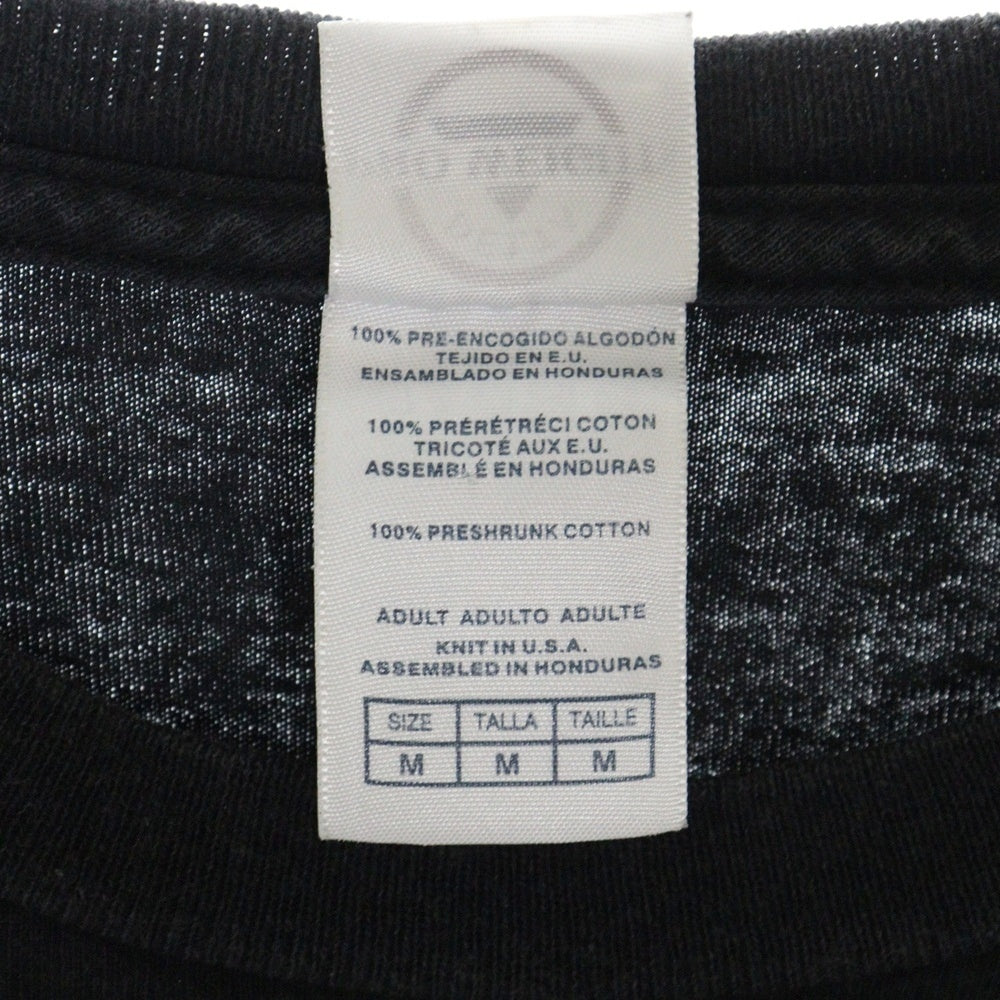 100% PRE-ENCOGIDO ALGODÓN
TEJIDO EN E.U.
ENSAMBLADO EN HONDURAS
100% PRÉRÉTRÉCI COTON
TRICOTÉ AUX E.U.
ASSEMBLÉ EN HONDURAS
100% PRESHRUNK COTTON
ADULT ADULTO ADULTE
KNIT IN U.S.A.
ASSEMBLED IN HONDURAS
SIZE TALLA TAILLE
M M M